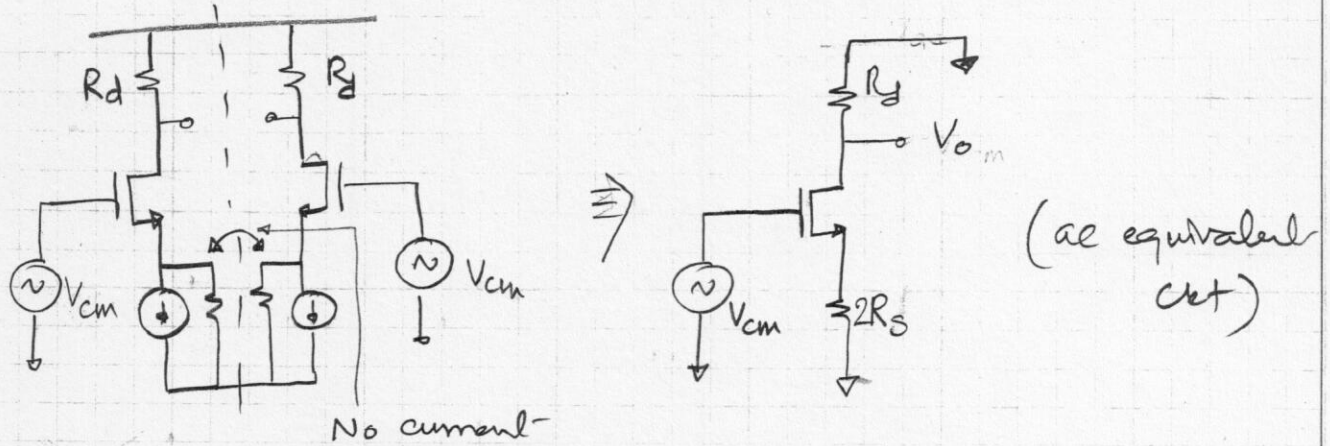 Rd
Rd
Vcm
Vcm
No current
Rd
Vo
Vcm
2Rs
(ac equivalent
ckt)